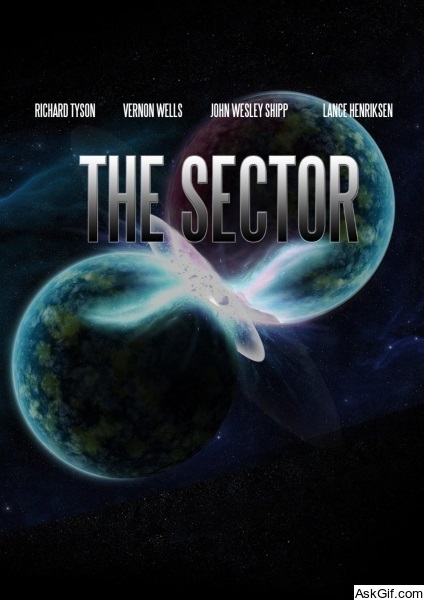 RICHARD TYSON VERNON WELLS JOHN WESLEY SHIPP LANCE HENRIKSEN
THE SECTOR
AskGif.com